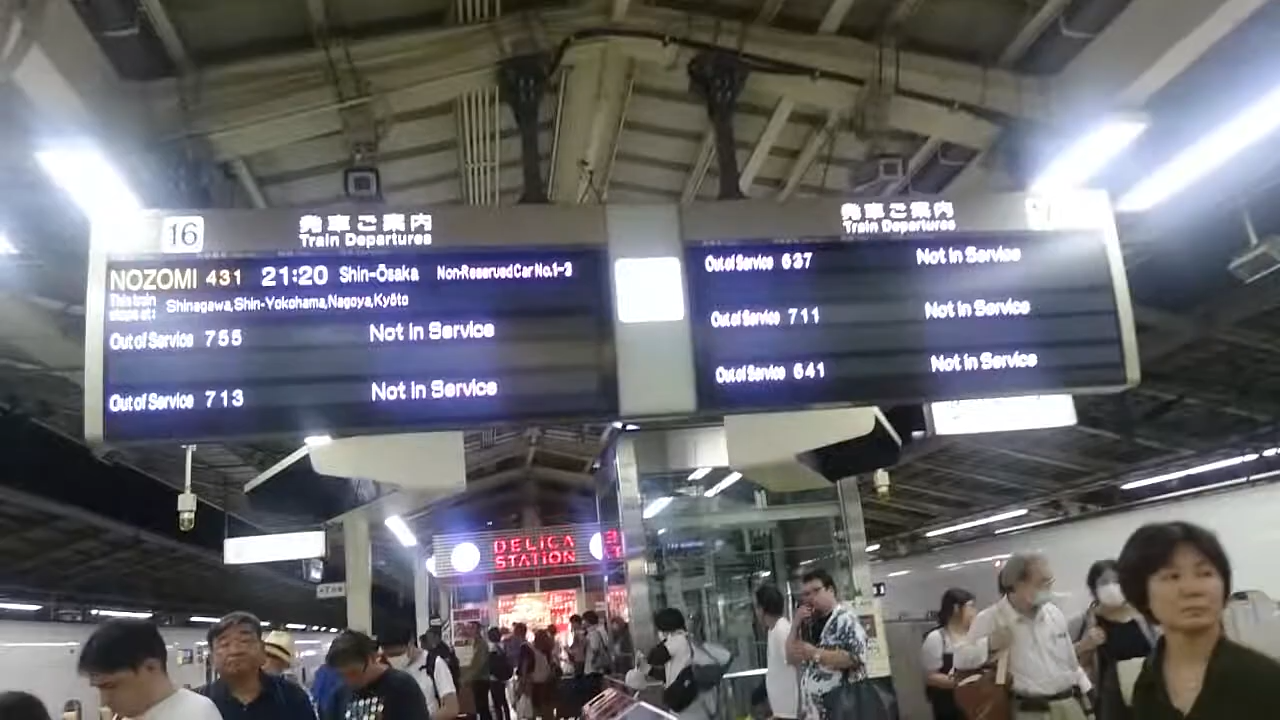 16
発車ご案内
Train Departures
NOZOMI 431 21:20 Shin-Ōsaka Non-Reserved Car No.1-3
This train stops at: Shinagawa,Shin-Yokohama,Nagoya,Kyōto
Out of Service 755 Not in Service
Out of Service 713 Not in Service
発車ご案内
Train Departures
Out of Service 637 Not in Service
Out of Service 711 Not in Service
Out of Service 641 Not in Service
DELICA
STATION